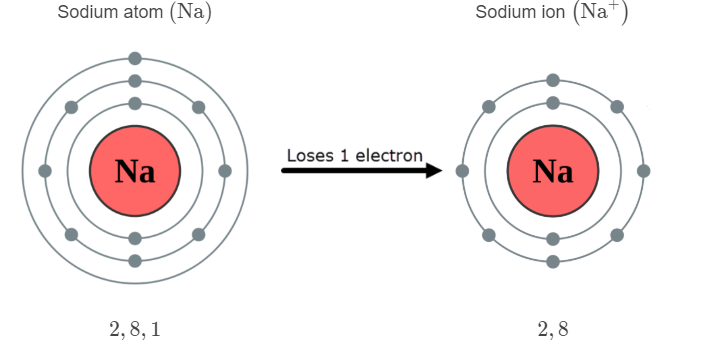 Sodium atom (Na)
Sodium ion (Na⁺)
Loses 1 electron
Na
Na
2, 8, 1
2, 8